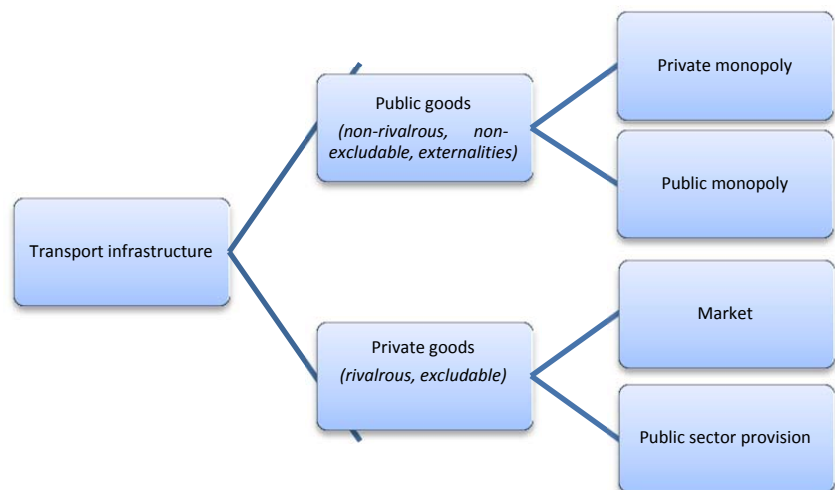 Transport infrastructure
Public goods
(non-rivalrous, non-
excludable, externalities)
Private monopoly
Public monopoly
Private goods
(rivalrous, excludable)
Market
Public sector provision